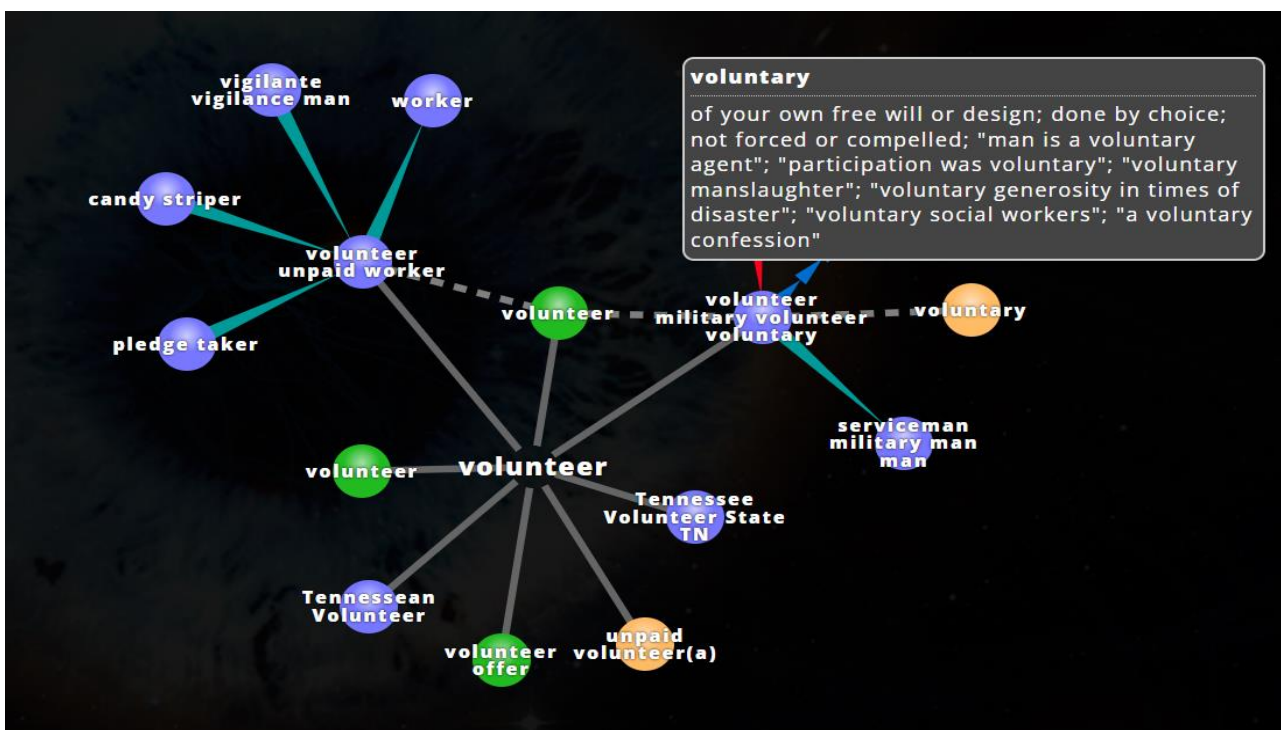 vigilante
vigilance man
worker
candy striper
volunteer
unpaid worker
pledge taker
voluntary
of your own free will or design; done by choice;
not forced or compelled; "man is a voluntary
agent"; "participation was voluntary"; "voluntary
manslaughter"; "voluntary generosity in times of
disaster"; "voluntary social workers"; "a voluntary
confession"
volunteer
volunteer
military volunteer
voluntary
voluntary
serviceman
military man
man
volunteer
volunteer
Tennessee
Volunteer State
TN
Tennessean
Volunteer
volunteer
offer
unpaid
volunteer(a)